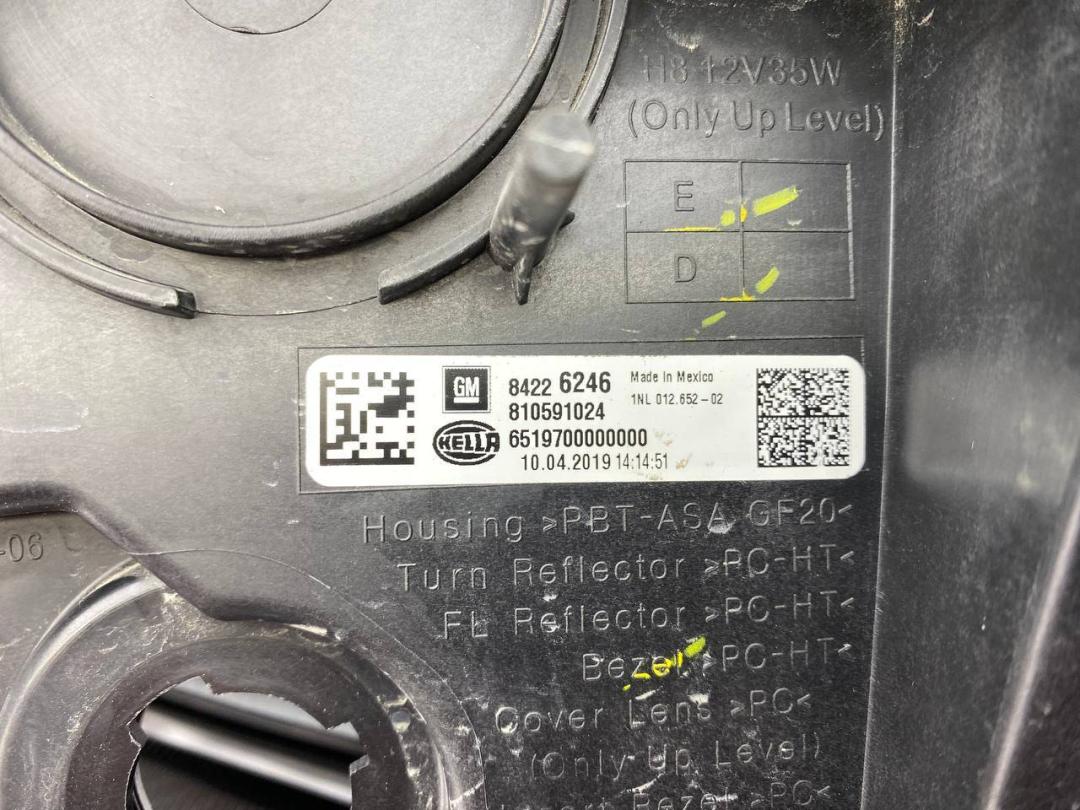 H8 12V35W
(Only Up Level)
E
D
GM
8422 6246
Made in Mexico
810591024
1NL 012.652-02
HELLA
6519700000000
10.04.2019 14:14:51
Housing >PBT-ASA GF20<
-06
Turn Reflector >PC-HT<
FL Reflector >PC-HT<
Bezel >PC-HT<
Cover Lens >PC<
(Only Up Level)
Bezel >PC<